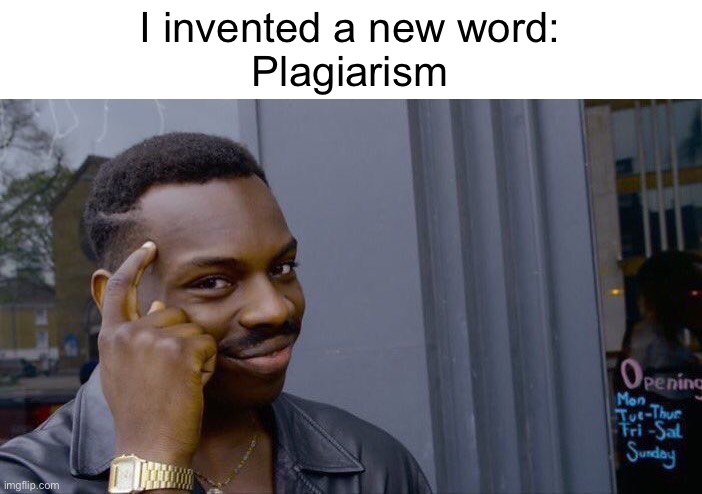 I invented a new word:
Plagiarism
Opening
Mon
Tue-Thur
Fri-Sat
Sunday
imgflip.com